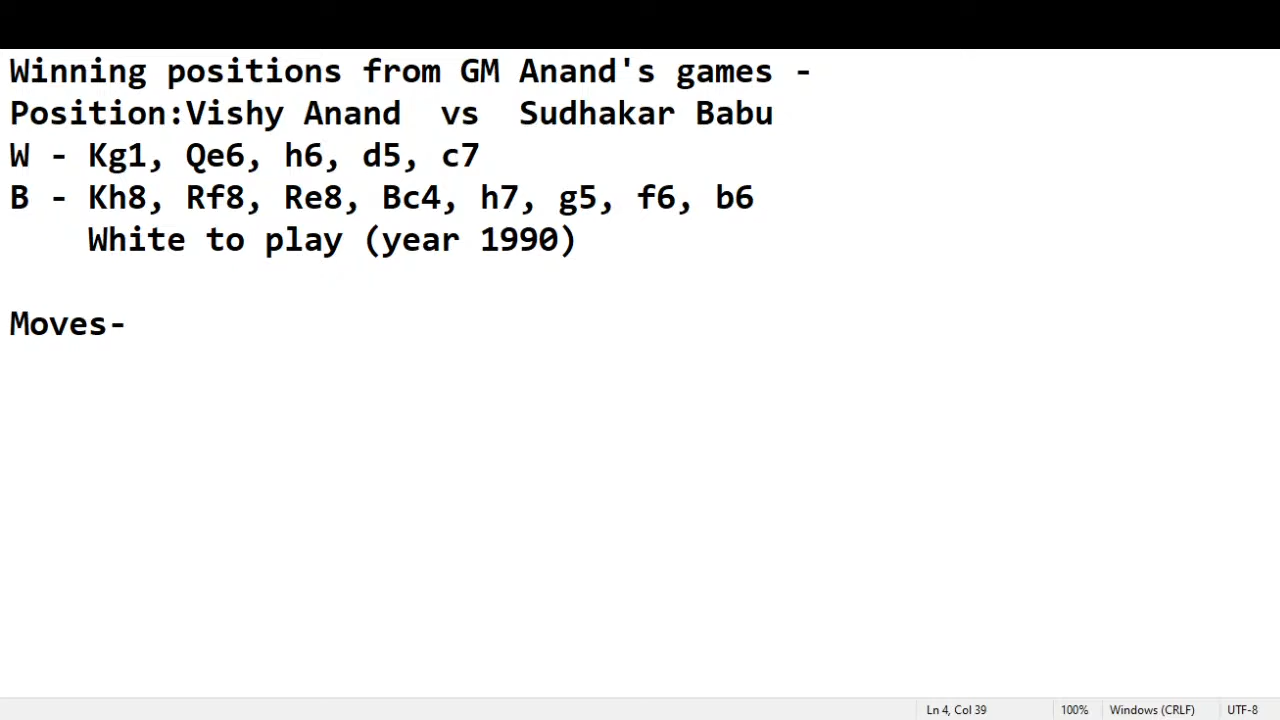 Winning positions from GM Anand's games -
Position:Vishy Anand  vs  Sudhakar Babu
W - Kg1, Qe6, h6, d5, c7
B - Kh8, Rf8, Re8, Bc4, h7, g5, f6, b6
White to play (year 1990)
Moves-
Ln 4, Col 39
100%
Windows (CRLF)
UTF-8